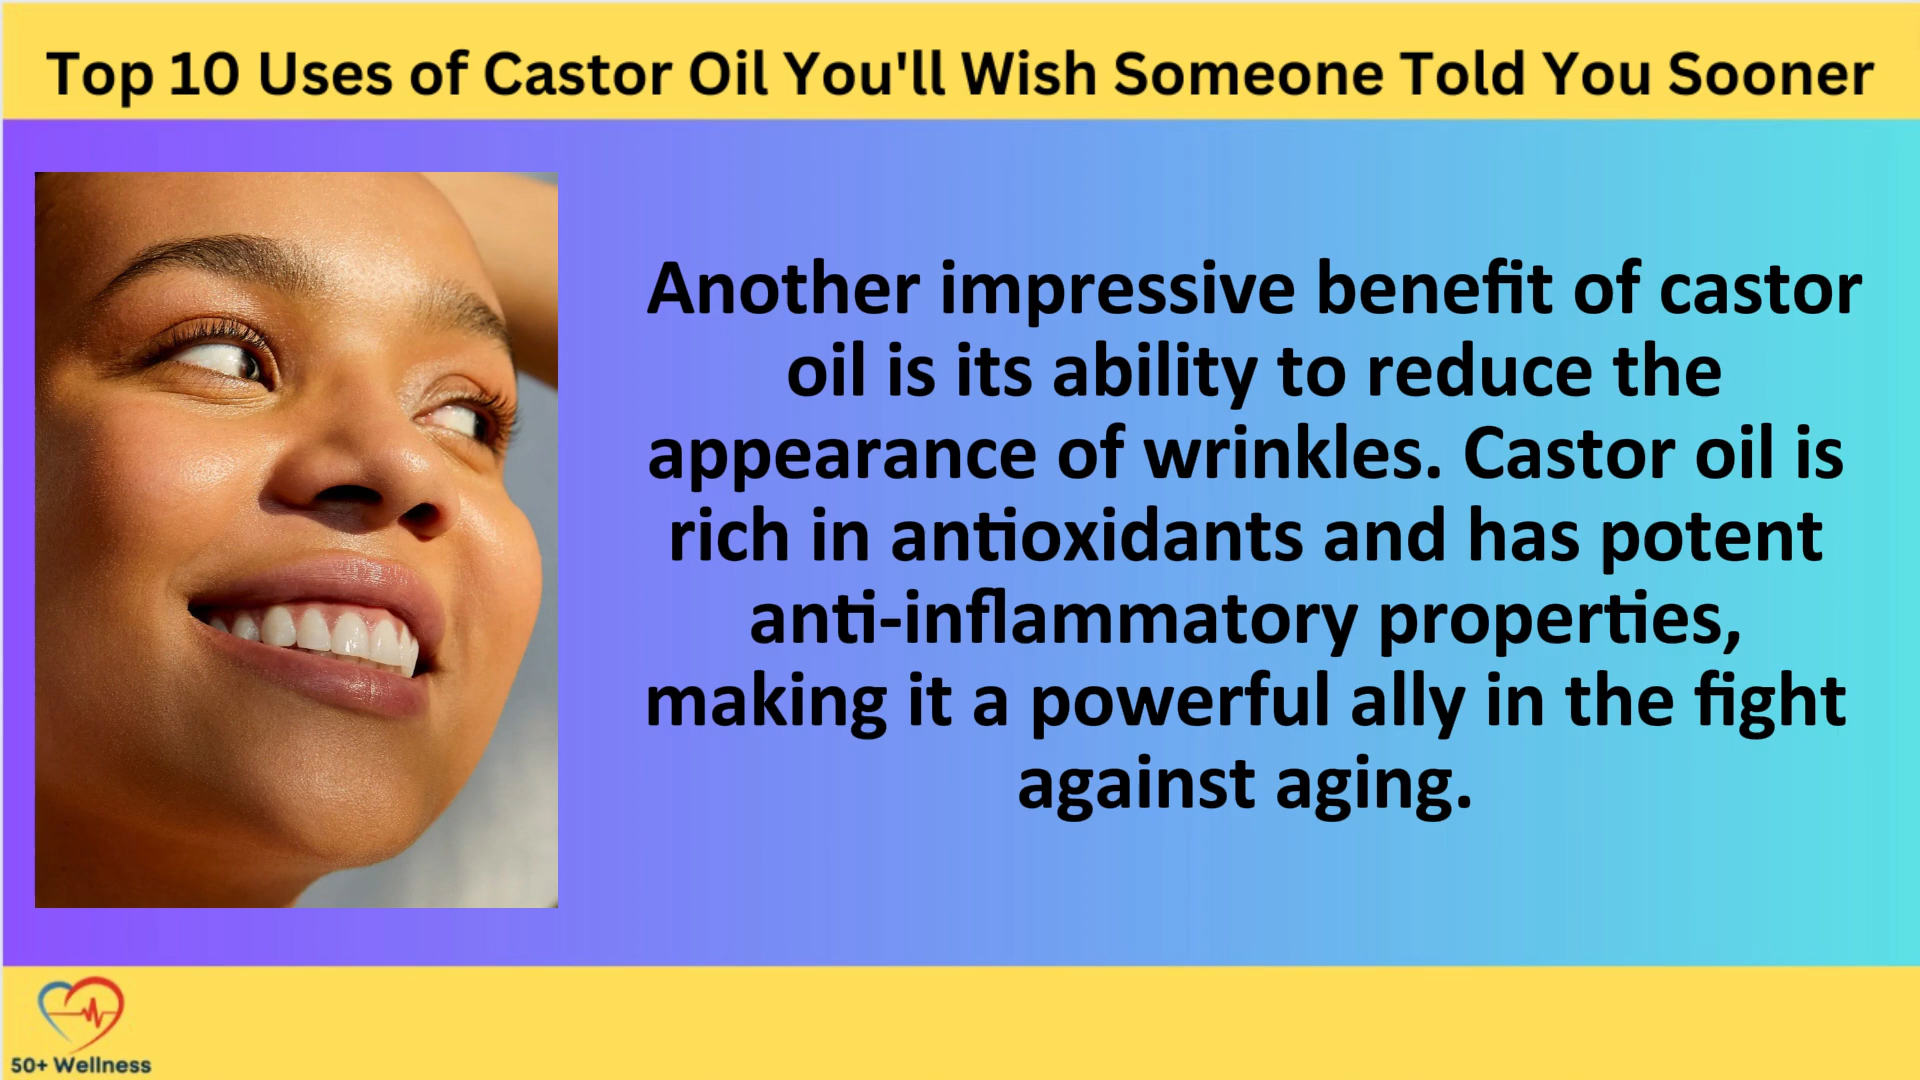 Top 10 Uses of Castor Oil You'll Wish Someone Told You Sooner
Another impressive benefit of castor
oil is its ability to reduce the
appearance of wrinkles. Castor oil is
rich in antioxidants and has potent
anti-inflammatory properties,
making it a powerful ally in the fight
against aging.
50+ Wellness